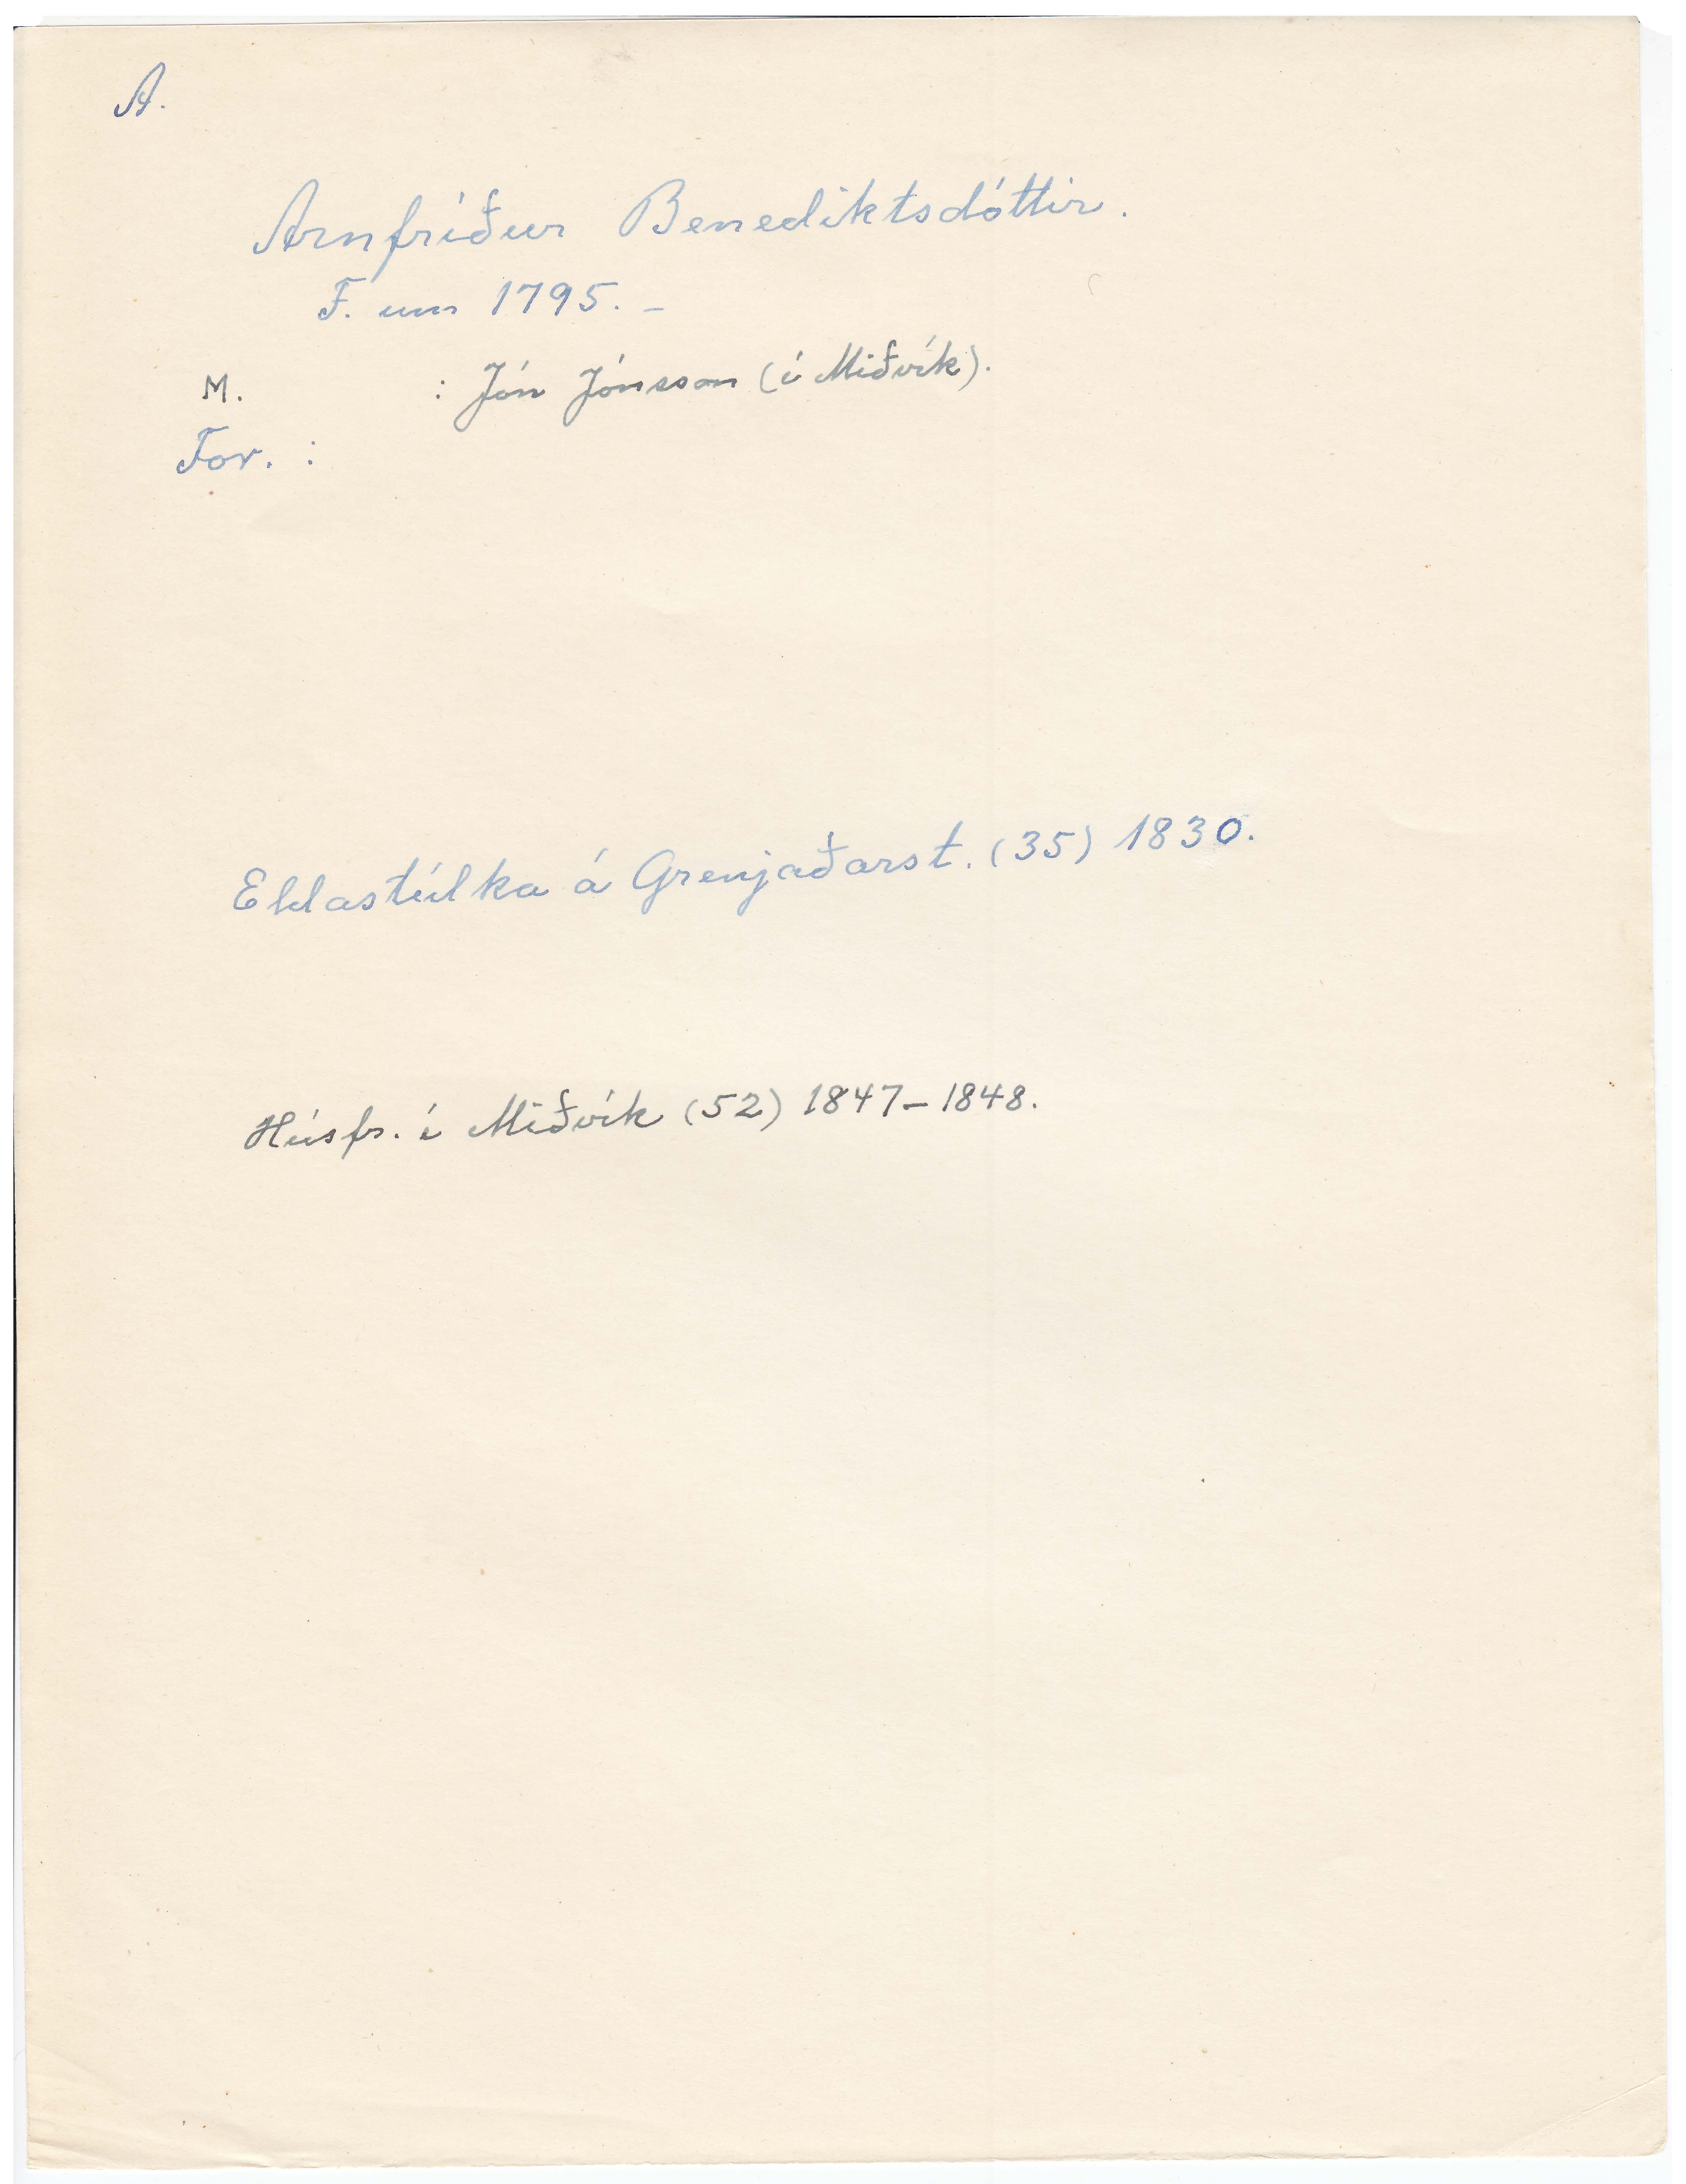 A.
Arnfríður Benediktsdóttir.
F. um 1795. –
M. : Jón Jónsson (í Miðvík).
For. :
Eldastúlka á Grenjaðarst. (35) 1830.
Húsfr. í Miðvík (52) 1847–1848.